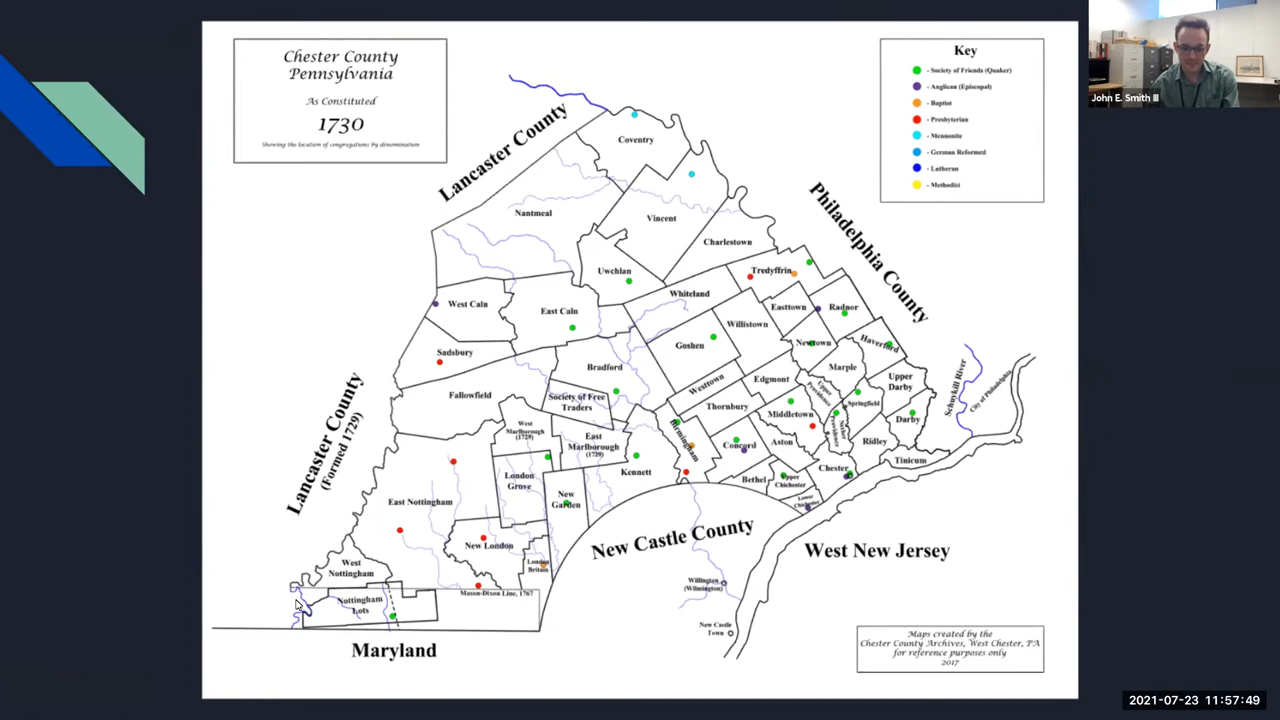 Chester County
Pennsylvania
As Constituted
1730
Showing the location of congregations by denomination
Key
- Society of Friends (Quaker)
- Anglican (Episcopal)
- Baptist
- Presbyterian
- Mennonite
- German Reformed
- Lutheran
- Methodist
John E. Smith III
Lancaster County
Coventry
Nantmeal
Vincent
Charlestown
Philadelphia County
Uwchlan
Tredyffrin
Whiteland
West Caln
East Caln
Easttown
Radnor
Willistown
Goshen
Newtown
Haverford
Sadsbury
Bradford
Marple
Westtown
Edgmont
Upper
Darby
Upper
Providence
Fallowfield
Society of Free
Traders
Thornbury
Middletown
Springfield
Schuylkill River
City of Philadelphia
Darby
Nether
Providence
West
Marlborough
(1729)
East
Marlborough
(1729)
Birmingham
Concord
Aston
Ridley
Tinicum
Lancaster County
(Formed 1729)
Kennett
Chester
London
Grove
Bethel
Upper
Chichester
Lower
Chichester
East Nottingham
New
Garden
New Castle County
West New Jersey
New London
London
Britain
West
Nottingham
Willington
(Wilmington)
Mason-Dixon Line, 1767
Nottingham
Lots
New Castle
Town
Maryland
Maps created by the
Chester County Archives, West Chester, PA
for reference purposes only
2017
2021-07-23 11:57:49